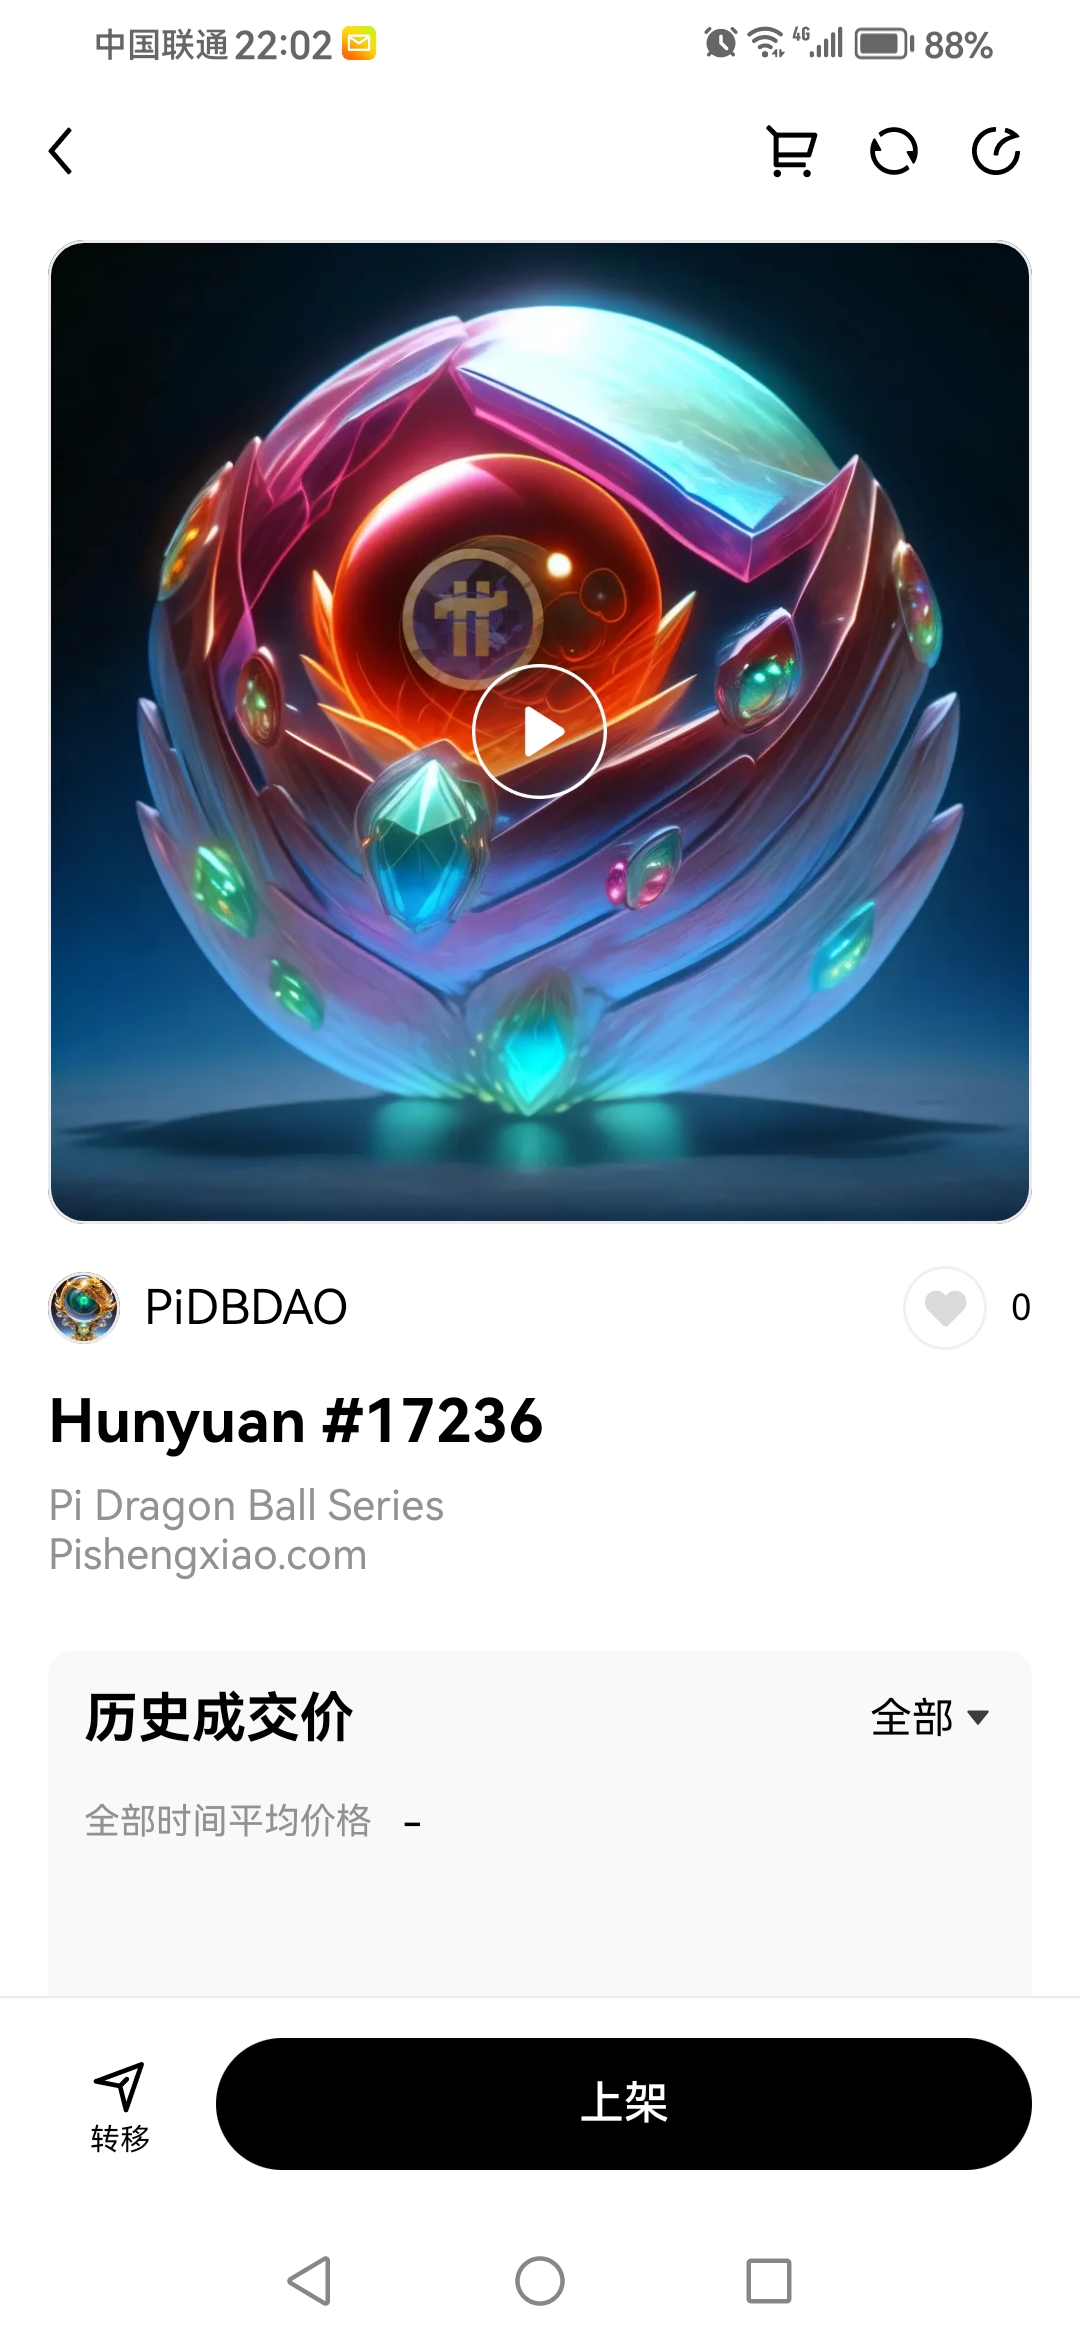 中国联通 22:02 4G 88%
PiDBDAO 0
Hunyuan #17236
Pi Dragon Ball Series
Pishengxiao.com
历史成交价 全部
全部时间平均价格 -
上架
转移